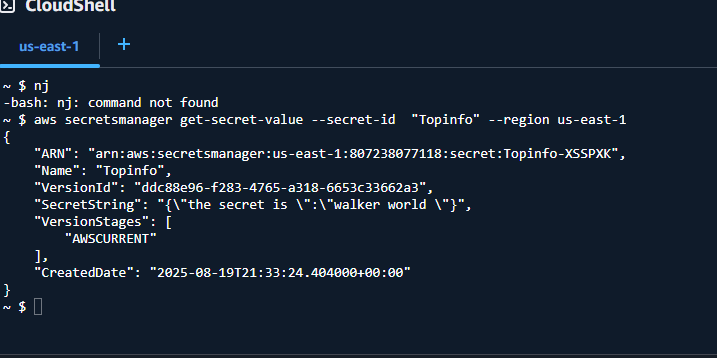 CloudShell
us-east-1 +
~ $ nj
-bash: nj: command not found
~ $ aws secretsmanager get-secret-value --secret-id  "Topinfo" --region us-east-1
{
    "ARN": "arn:aws:secretsmanager:us-east-1:807238077118:secret:Topinfo-XSSPXK",
    "Name": "Topinfo",
    "VersionId": "ddc88e96-f283-4765-a318-6653c33662a3",
    "SecretString": "{\"the secret is \":\"walker world \"}",
    "VersionStages": [
        "AWSCURRENT"
    ],
    "CreatedDate": "2025-08-19T21:33:24.404000+00:00"
}
~ $